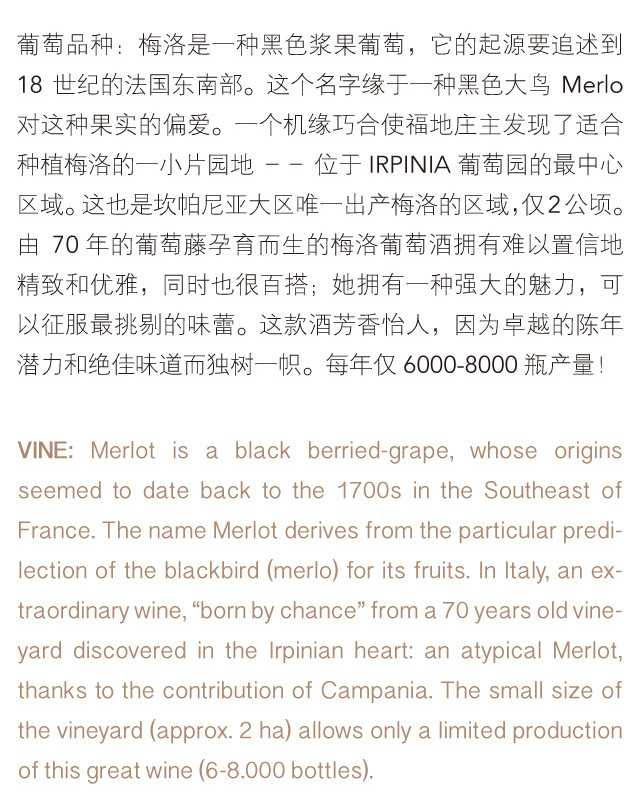 葡萄品种：梅洛是一种黑色浆果葡萄，它的起源要追述到
18 世纪的法国东南部。这个名字缘于一种黑色大鸟 Merlo
对这种果实的偏爱。一个机缘巧合使福地庄主发现了适合
种植梅洛的一小片园地 －－ 位于 IRPINIA 葡萄园的最中心
区域。这也是坎帕尼亚大区唯一出产梅洛的区域，仅2公顷。
由 70 年的葡萄藤孕育而生的梅洛葡萄酒拥有难以置信地
精致和优雅，同时也很百搭；她拥有一种强大的魅力，可
以征服最挑剔的味蕾。这款酒芳香怡人，因为卓越的陈年
潜力和绝佳味道而独树一帜。每年仅 6000-8000 瓶产量！
VINE: Merlot is a black berried-grape, whose origins
seemed to date back to the 1700s in the Southeast of
France. The name Merlot derives from the particular predi-
lection of the blackbird (merlo) for its fruits. In Italy, an ex-
traordinary wine, “born by chance” from a 70 years old vine-
yard discovered in the Irpinian heart: an atypical Merlot,
thanks to the contribution of Campania. The small size of
the vineyard (approx. 2 ha) allows only a limited production
of this great wine (6-8.000 bottles).